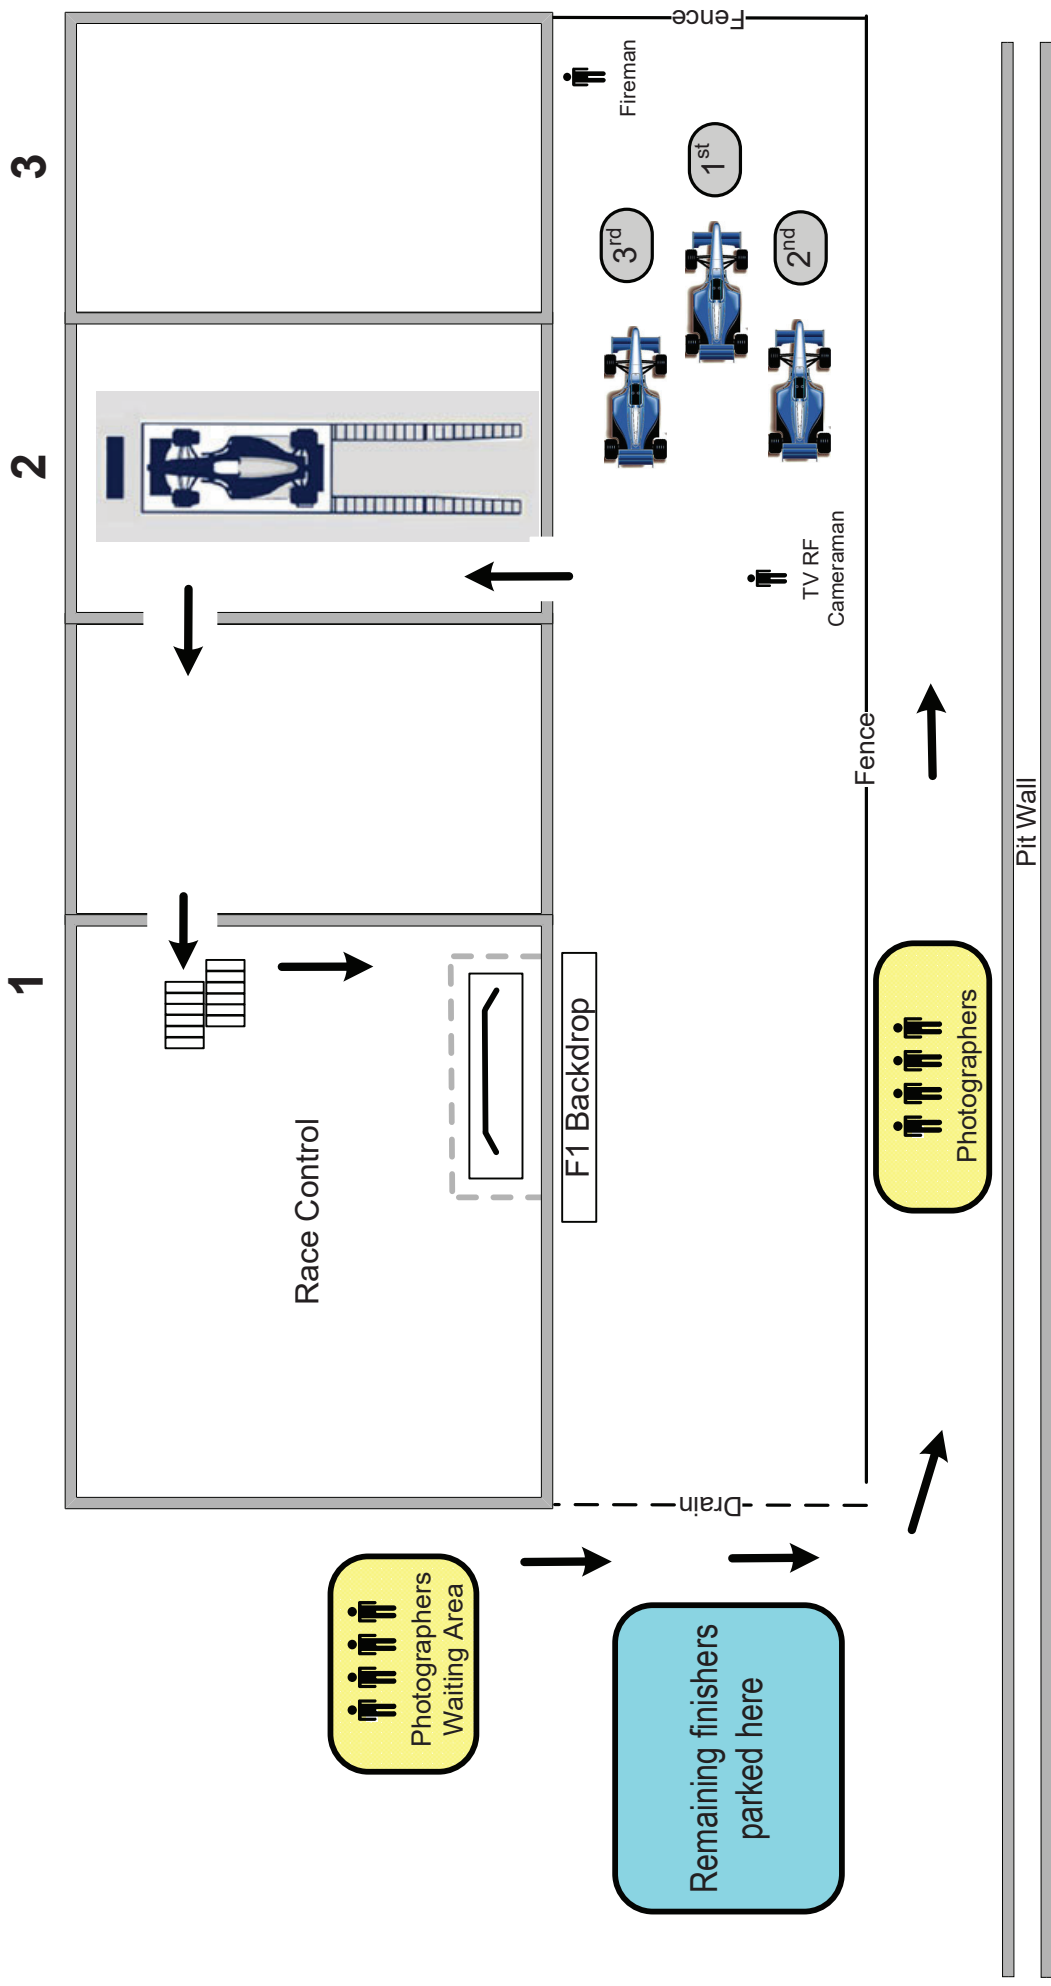 1
2
3
Race Control
F1 Backdrop
Photographers
Waiting Area
Remaining finishers
parked here
Drain
Fence
Fireman
3rd
1st
2nd
TV RF
Cameraman
Fence
Photographers
Pit Wall